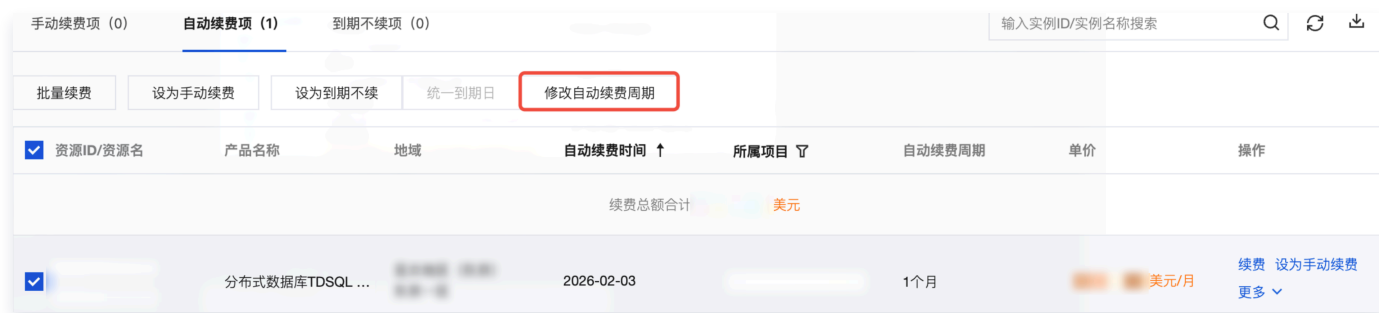 手动续费项（0） 自动续费项（1） 到期不续项（0） 输入实例ID/实例名称搜索
批量续费 设为手动续费 设为到期不续 统一到期日 修改自动续费周期
资源ID/资源名 产品名称 地域 自动续费时间 ↑ 所属项目 自动续费周期 单价 操作
续费总额合计 美元
分布式数据库TDSQL ... 2026-02-03 1个月 美元/月 续费 设为手动续费
更多